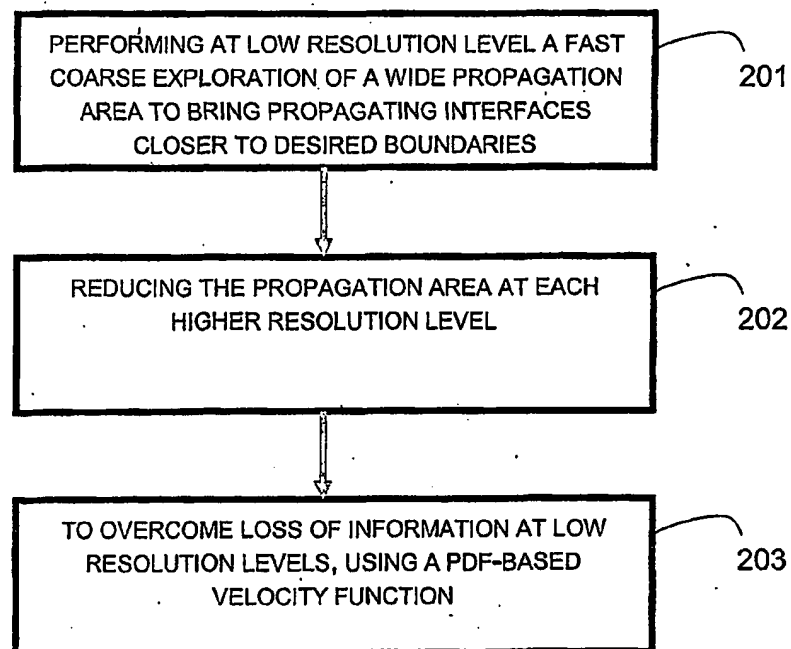 PERFORMING AT LOW RESOLUTION LEVEL A FAST
COARSE EXPLORATION OF A WIDE PROPAGATION
AREA TO BRING PROPAGATING INTERFACES
CLOSER TO DESIRED BOUNDARIES
201
REDUCING THE PROPAGATION AREA AT EACH
HIGHER RESOLUTION LEVEL
202
TO OVERCOME LOSS OF INFORMATION AT LOW
RESOLUTION LEVELS, USING A PDF-BASED
VELOCITY FUNCTION
203